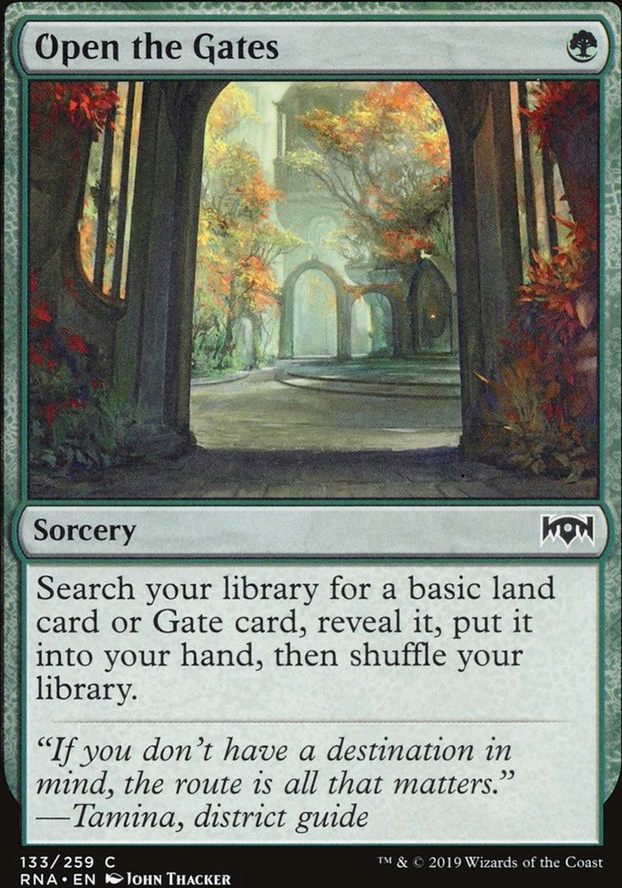 Open the Gates
Sorcery
Search your library for a basic land
card or Gate card, reveal it, put it
into your hand, then shuffle your
library.
“If you don’t have a destination in
mind, the route is all that matters.”
—Tamina, district guide
133/259 C
RNA • EN John Thacker
™ & © 2019 Wizards of the Coast